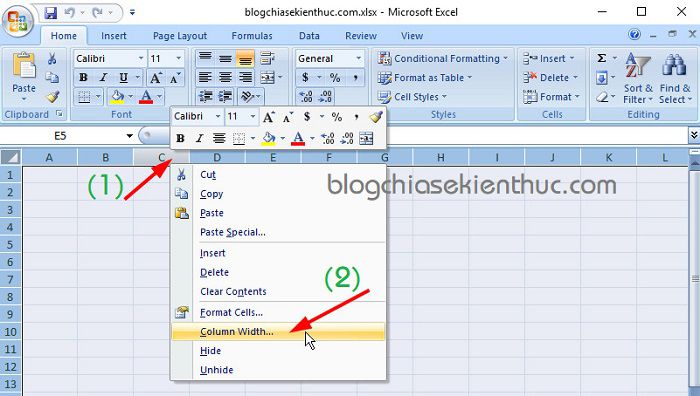 blogchiasekienthuc.com.xlsx - Microsoft Excel
Home Insert Page Layout Formulas Data Review View
Paste
Clipboard
Calibri 11
B I U
Font
General
$ % ,
.00 .0
Conditional Formatting
Format as Table
Cell Styles
Styles
Insert
Delete
Format
Cells
Σ
Sort & Filter
Find & Select
Editing
E5
Calibri 11 A A $ % ,
B I A
A B C D E F G H I J K L
1
2
3
4
5
6
7
8
9
10
11
12
13
(1)
Cut
Copy
Paste
Paste Special...
Insert
Delete
Clear Contents
Format Cells...
Column Width...
Hide
Unhide
(2)
blogchiasekienthuc.com